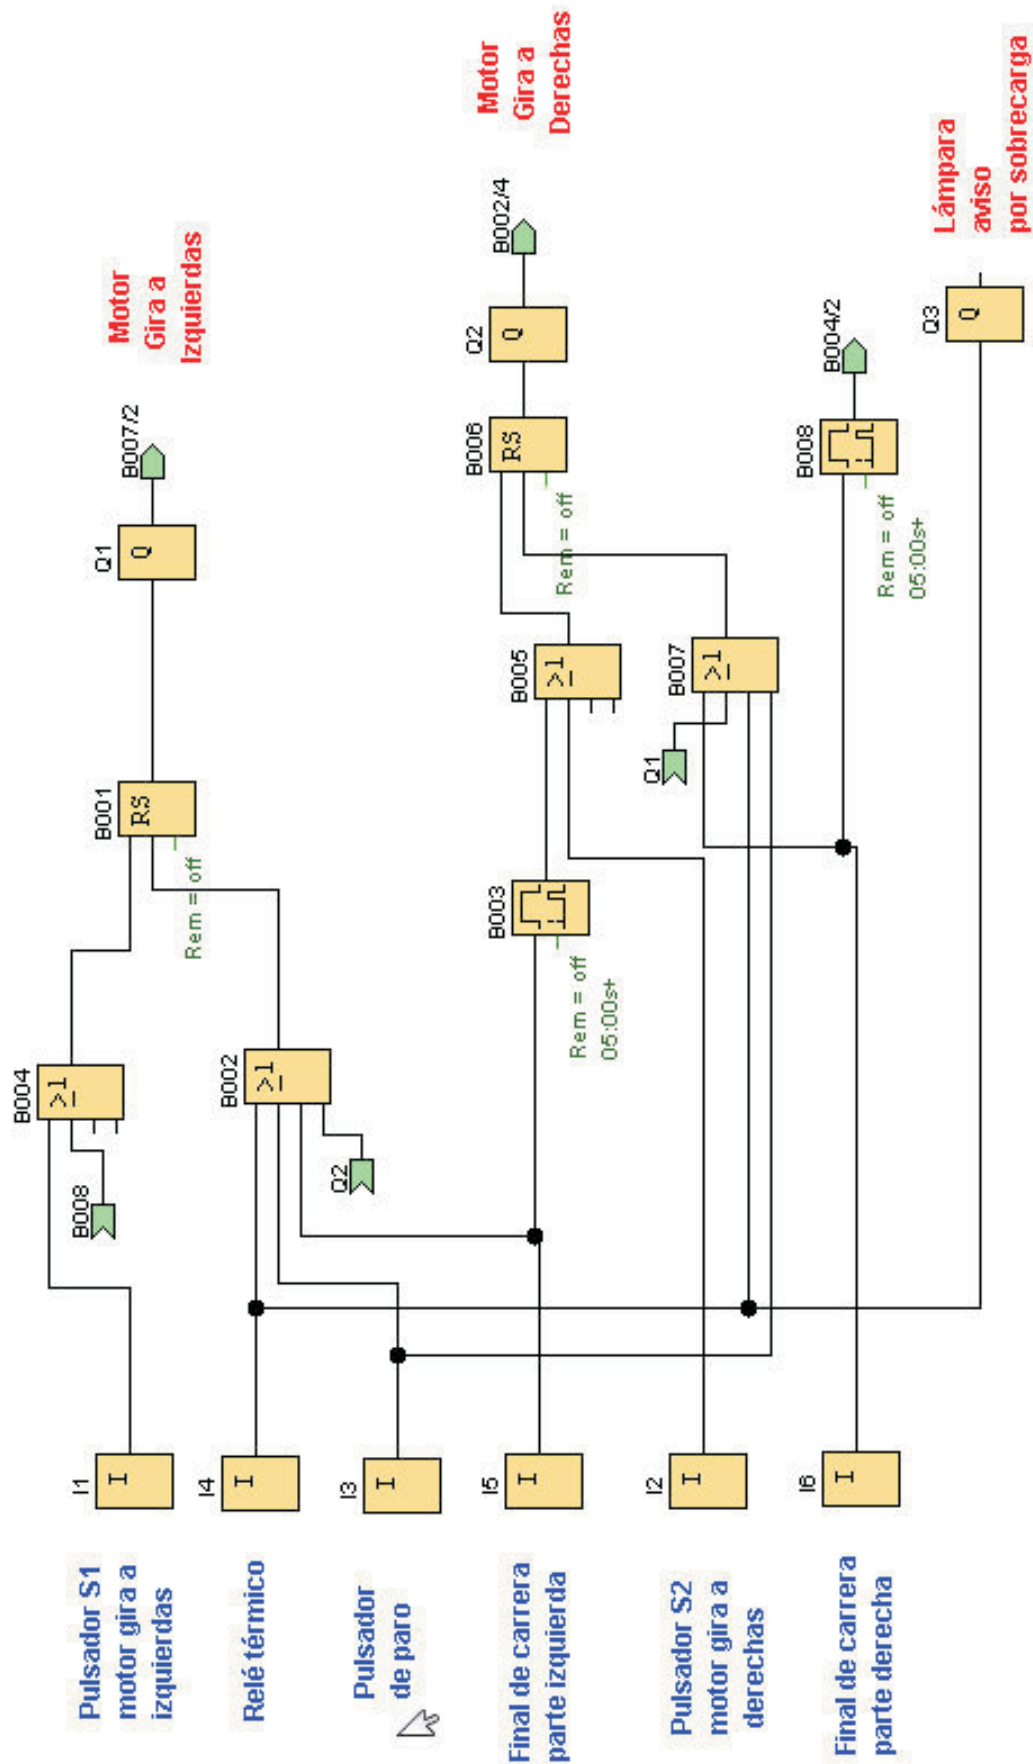 Pulsador S1
motor gira a
izquierdas
I1
I
B008
B004
≥1
B001
RS
Rem = off
Q1
Q
B007/2
Motor
Gira a
Izquierdas
Relé térmico
I4
I
B002
≥1
Q2
Pulsador
de paro
I3
I
Final de carrera
parte izquierda
I5
I
B003
Rem = off
05:00s+
B005
≥1
B006
RS
Rem = off
Q2
Q
B002/4
Motor
Gira a
Derechas
Pulsador S2
motor gira a
derechas
I2
I
Q1
B007
≥1
Final de carrera
parte derecha
I6
I
B008
Rem = off
05:00s+
B004/2
Q3
Q
Lámpara
aviso
por sobrecarga